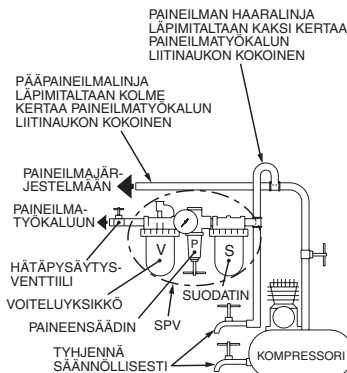 PAINEILMAN HAARALINJA
LÄPIMITALTAAN KAKSI KERTAA
PAINEILMATYÖKALUN
LIITINAUKON KOKOINEN
PÄÄPAINEILMALINJA
LÄPIMITALTAAN KOLME
KERTAA PAINEILMATYÖKALUN
LIITINAUKON KOKOINEN
PAINEILMAJÄR-
JESTELMÄÄN
PAINEILMA-
TYÖKALUUN
V
P
S
HÄTÄPYSÄYTYS-
VENTTIILI
VOITELUYKSIKKÖ
SUODATIN
PAINEENSÄÄDIN
SPV
TYHJENNÄ
SÄÄNNÖLLISESTI
KOMPRESSORI